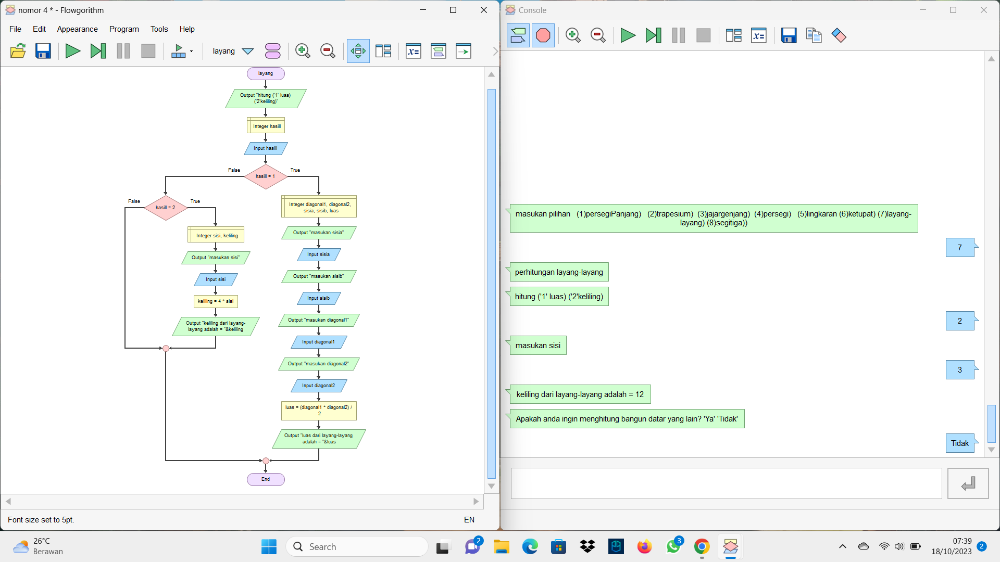 nomor 4 * - Flowgorithm
File Edit Appearance Program Tools Help
layang
layang
Output "hitung ('1' luas)
('2'keliling)"
Integer hasill
Input hasill
False
True
hasill = 1
False
True
hasill = 2
Integer sisi, keliling
Output "masukan sisi"
Input sisi
keliling = 4 * sisi
Output "keliling dari layang-
layang adalah = "&keliling
Integer diagonal1, diagonal2,
sisia, sisib, luas
Output "masukan sisia"
Input sisia
Output "masukan sisib"
Input sisib
Output "masukan diagonal1"
Input diagonal1
Output "masukan diagonal2"
Input diagonal2
luas = (diagonal1 * diagonal2) /
2
Output "luas dari layang-layang
adalah = "&luas
End
Font size set to 5pt.
EN
Console
masukan pilihan (1)persegiPanjang) (2)trapesium) (3)jajargenjang) (4)persegi) (5)lingkaran (6)ketupat) (7)layang-
layang) (8)segitiga))
7
perhitungan layang-layang
hitung ('1' luas) ('2'keliling)
2
masukan sisi
3
keliling dari layang-layang adalah = 12
Apakah anda ingin menghitung bangun datar yang lain? 'Ya' 'Tidak'
Tidak
26°C
Berawan
Search
2
3
07:39
18/10/2023
2